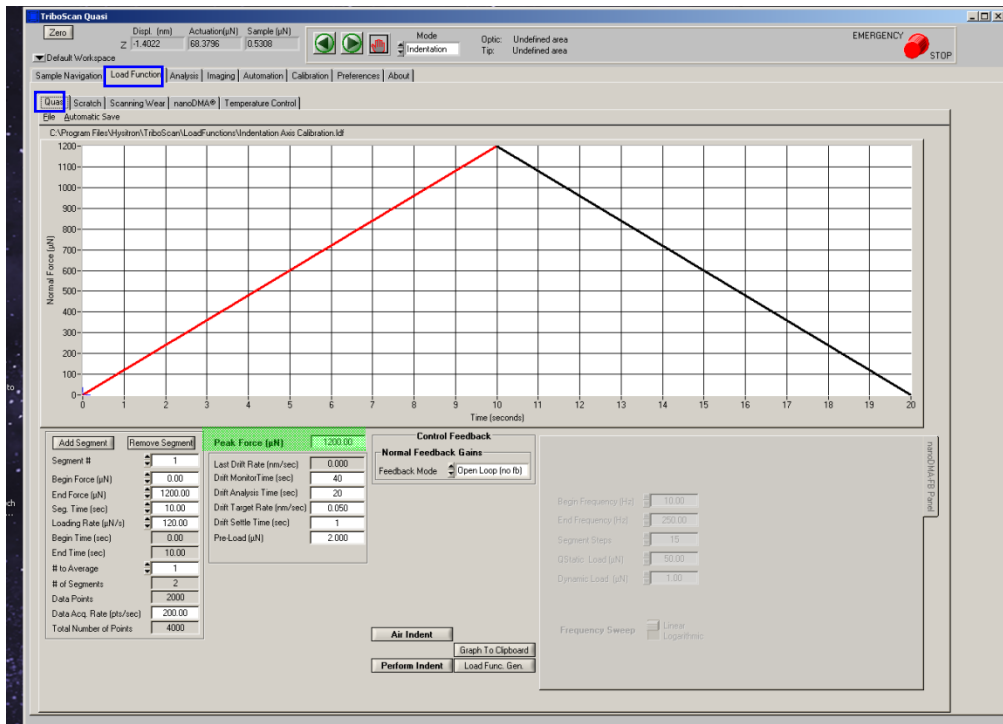 TriboScan Quasi
Zero
Displ. (nm) Actuation(µN) Sample (µN)
Z -1.4022 68.3796 0.5308
Mode
Indentation
Optic: Undefined area
Tip: Undefined area
EMERGENCY
STOP
Default Workspace
Sample Navigation Load Function Analysis Imaging Automation Calibration Preferences About
Quasi Scratch Scanning Wear nanoDMA® Temperature Control
File Automatic Save
C:\Program Files\Hysitron\TriboScan\LoadFunctions\Indentation Axis Calibration.ldf
Normal Force (µN)
1200
1100
1000
900
800
700
600
500
400
300
200
100
0
0 1 2 3 4 5 6 7 8 9 10 11 12 13 14 15 16 17 18 19 20
Time (seconds)
to
ch
Add Segment Remove Segment
Segment # 1
Begin Force (µN) 0.00
End Force (µN) 1200.00
Seg. Time (sec) 10.00
Loading Rate (µN/s) 120.00
Begin Time (sec) 0.00
End Time (sec) 10.00
# to Average 1
# of Segments 2
Data Points 2000
Data Acq. Rate (pts/sec) 200.00
Total Number of Points 4000
Peak Force (µN) 1200.00
Last Drift Rate (nm/sec) 0.000
Drift MonitorTime (sec) 40
Drift Analysis Time (sec) 20
Drift Target Rate (nm/sec) 0.050
Drift Settle Time (sec) 1
Pre-Load (µN) 2.000
Control Feedback
Normal Feedback Gains
Feedback Mode Open Loop (no fb)
Air Indent
Graph To Clipboard
Perform Indent Load Func. Gen.
Begin Frequency (Hz) 10.00
End Frequency (Hz) 250.00
Segment Steps 15
QStatic Load (µN) 50.00
Dynamic Load (µN) 1.00
Frequency Sweep Linear
Logarithmic
nanoDMA-FB Panel